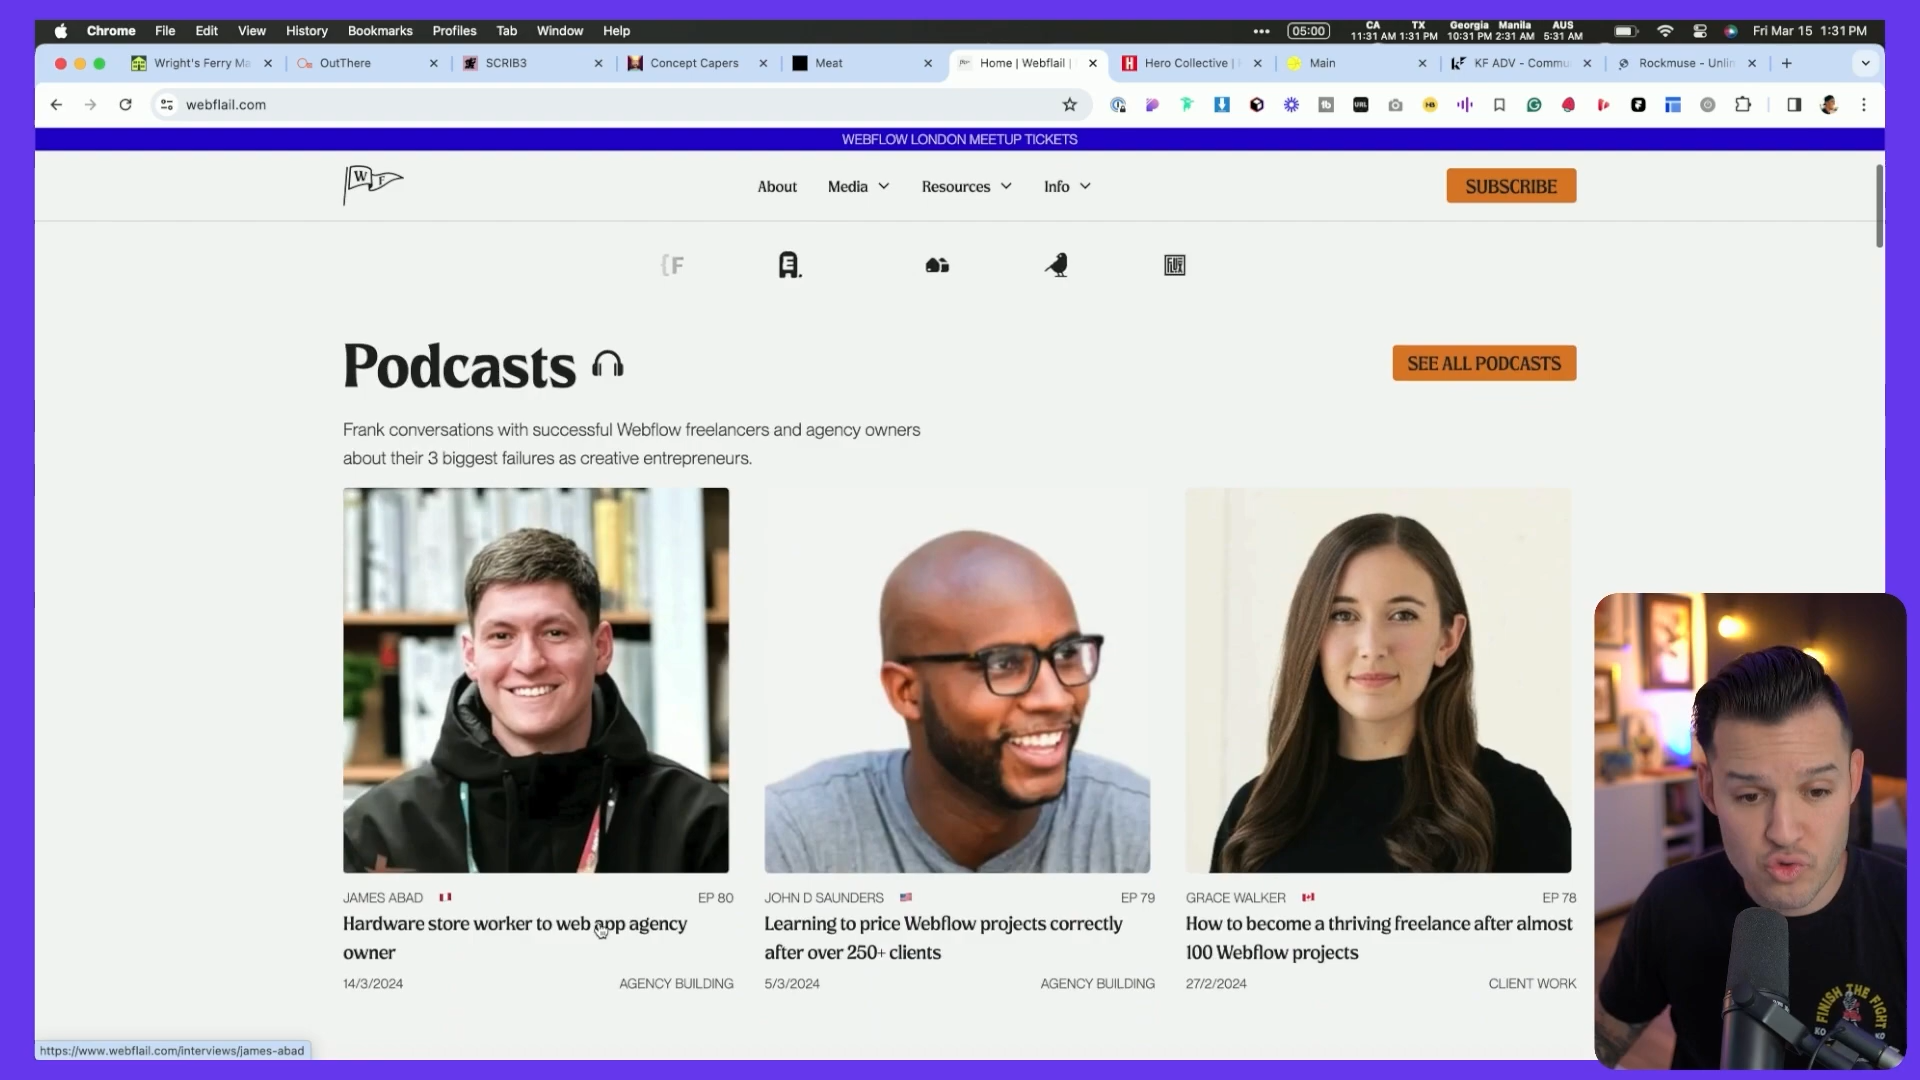 Chrome File Edit View History Bookmarks Profiles Tab Window Help
05:00
CA TX Georgia Manila AUS
11:31 AM 1:31 PM 10:31 PM 2:31 AM 5:31 AM
Fri Mar 15 1:31 PM
Wright's Ferry Ma
OutThere
SCRIB3
Concept Capers
Meat
Home | Webflail |
Hero Collective |
Main
KF ADV - Commu
Rockmuse - Unlin
webflail.com
WEBFLOW LONDON MEETUP TICKETS
W F
About Media Resources Info
SUBSCRIBE
{F
E.
FLUX
Podcasts
SEE ALL PODCASTS
Frank conversations with successful Webflow freelancers and agency owners
about their 3 biggest failures as creative entrepreneurs.
JAMES ABAD EP 80
Hardware store worker to web app agency
owner
14/3/2024 AGENCY BUILDING
JOHN D SAUNDERS EP 79
Learning to price Webflow projects correctly
after over 250+ clients
5/3/2024 AGENCY BUILDING
GRACE WALKER EP 78
How to become a thriving freelance after almost
100 Webflow projects
27/2/2024 CLIENT WORK
FINISH THE FIGHT
KO
https://www.webflail.com/interviews/james-abad